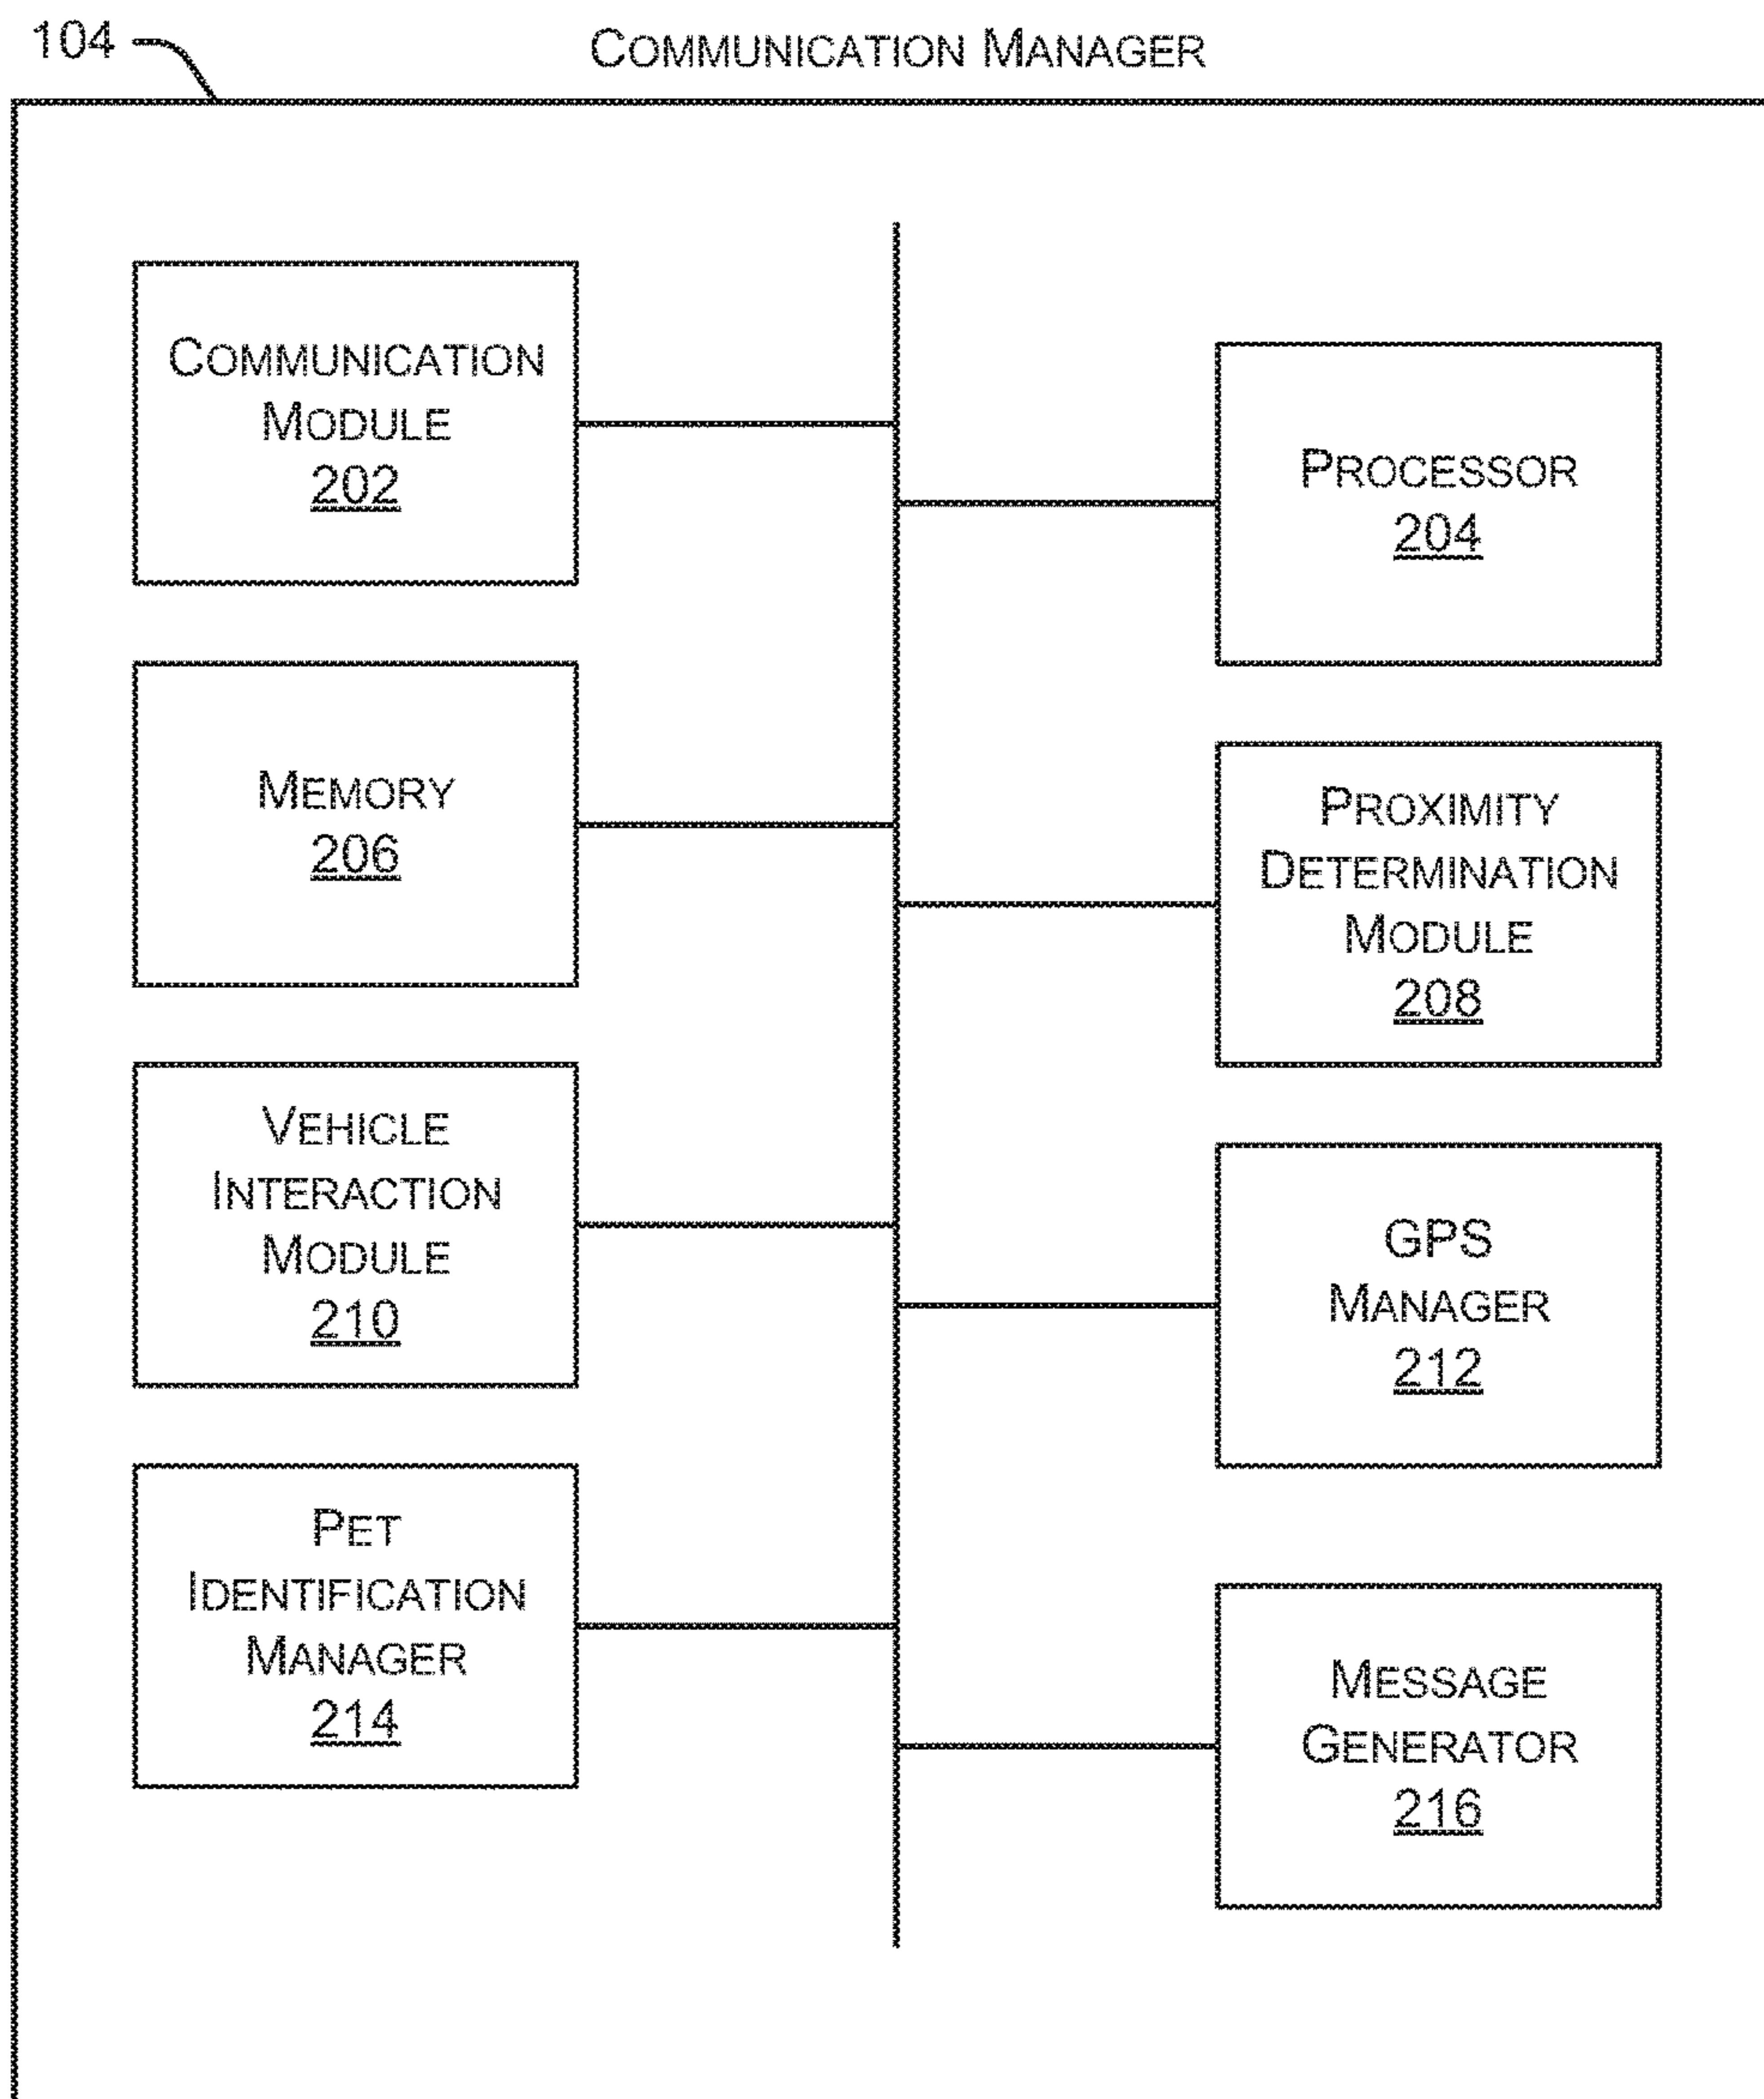 104
COMMUNICATION MANAGER
COMMUNICATION
MODULE
202
PROCESSOR
204
MEMORY
206
PROXIMITY
DETERMINATION
MODULE
208
VEHICLE
INTERACTION
MODULE
210
GPS
MANAGER
212
PET
IDENTIFICATION
MANAGER
214
MESSAGE
GENERATOR
216